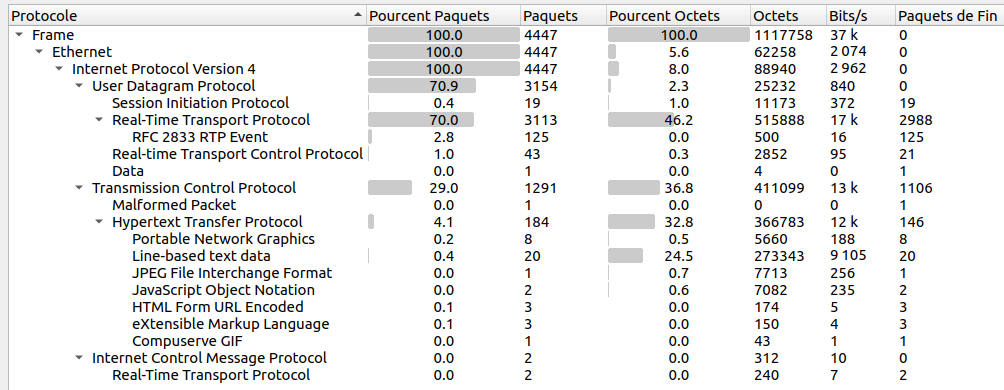 Protocole Pourcent Paquets Paquets Pourcent Octets Octets Bits/s Paquets de Fin
Frame 100.0 4447 100.0 1117758 37 k 0
Ethernet 100.0 4447 5.6 62258 2 074 0
Internet Protocol Version 4 100.0 4447 8.0 88940 2 962 0
User Datagram Protocol 70.9 3154 2.3 25232 840 0
Session Initiation Protocol 0.4 19 1.0 11173 372 19
Real-Time Transport Protocol 70.0 3113 46.2 515888 17 k 2988
RFC 2833 RTP Event 2.8 125 0.0 500 16 125
Real-time Transport Control Protocol 1.0 43 0.3 2852 95 21
Data 0.0 1 0.0 4 0 1
Transmission Control Protocol 29.0 1291 36.8 411099 13 k 1106
Malformed Packet 0.0 1 0.0 0 0 1
Hypertext Transfer Protocol 4.1 184 32.8 366783 12 k 146
Portable Network Graphics 0.2 8 0.5 5660 188 8
Line-based text data 0.4 20 24.5 273343 9 105 20
JPEG File Interchange Format 0.0 1 0.7 7713 256 1
JavaScript Object Notation 0.0 2 0.6 7082 235 2
HTML Form URL Encoded 0.1 3 0.0 174 5 3
eXtensible Markup Language 0.1 3 0.0 150 4 3
Compuserve GIF 0.0 1 0.0 43 1 1
Internet Control Message Protocol 0.0 2 0.0 312 10 0
Real-Time Transport Protocol 0.0 2 0.0 240 7 2